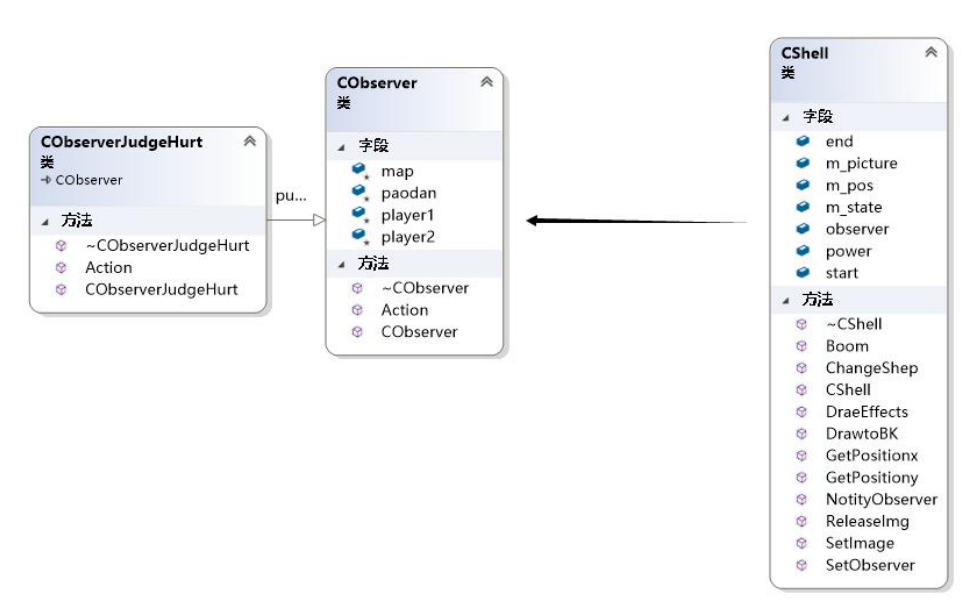 CObserverJudgeHurt
类
CObserver
方法
~CObserverJudgeHurt
Action
CObserverJudgeHurt
pu...
CObserver
类
字段
map
paodan
player1
player2
方法
~CObserver
Action
CObserver
CShell
类
字段
end
m_picture
m_pos
m_state
observer
power
start
方法
~CShell
Boom
ChangeShep
CShell
DraeEffects
DrawtoBK
GetPositionx
GetPositiony
NotityObserver
ReleaseImg
SetImage
SetObserver